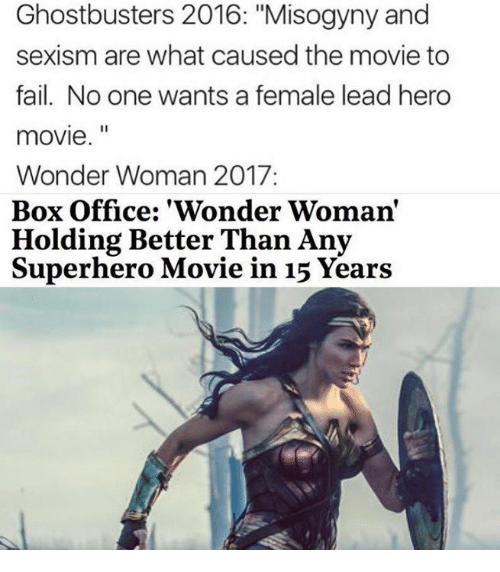 Ghostbusters 2016: "Misogyny and
sexism are what caused the movie to
fail. No one wants a female lead hero
movie. "
Wonder Woman 2017:
Box Office: 'Wonder Woman'
Holding Better Than Any
Superhero Movie in 15 Years